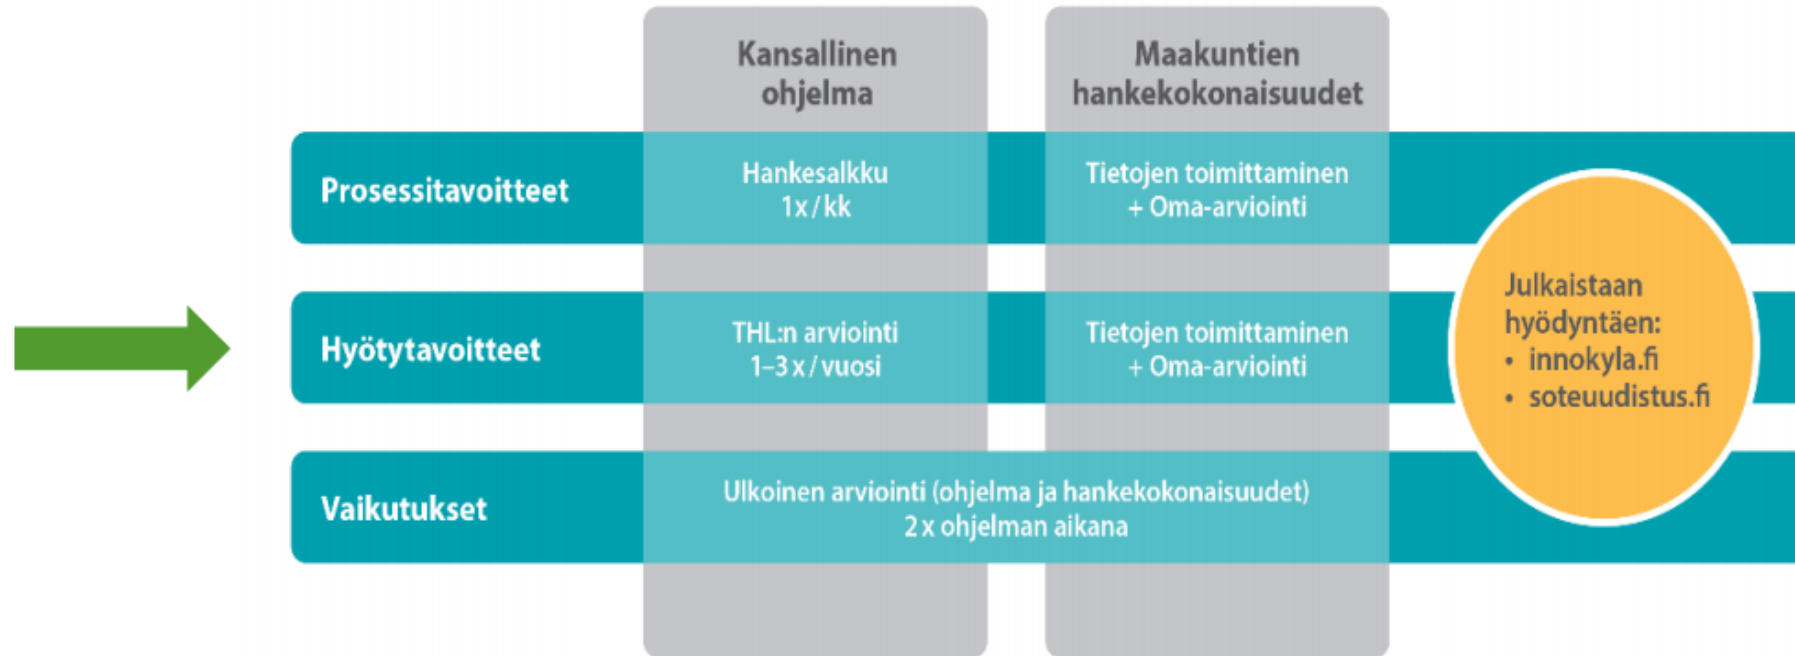 Kansallinen
ohjelma
Maakuntien
hankekokonaisuudet
Prosessitavoitteet
Hankesalkku
1x/kk
Tietojen toimittaminen
+ Oma-arviointi
Hyötytavoitteet
THL:n arviointi
1–3 x/vuosi
Tietojen toimittaminen
+ Oma-arviointi
Vaikutukset
Ulkoinen arviointi (ohjelma ja hankekokonaisuudet)
2 x ohjelman aikana
Julkaistaan
hyödyntäen:
• innokyla.fi
• soteuudistus.fi